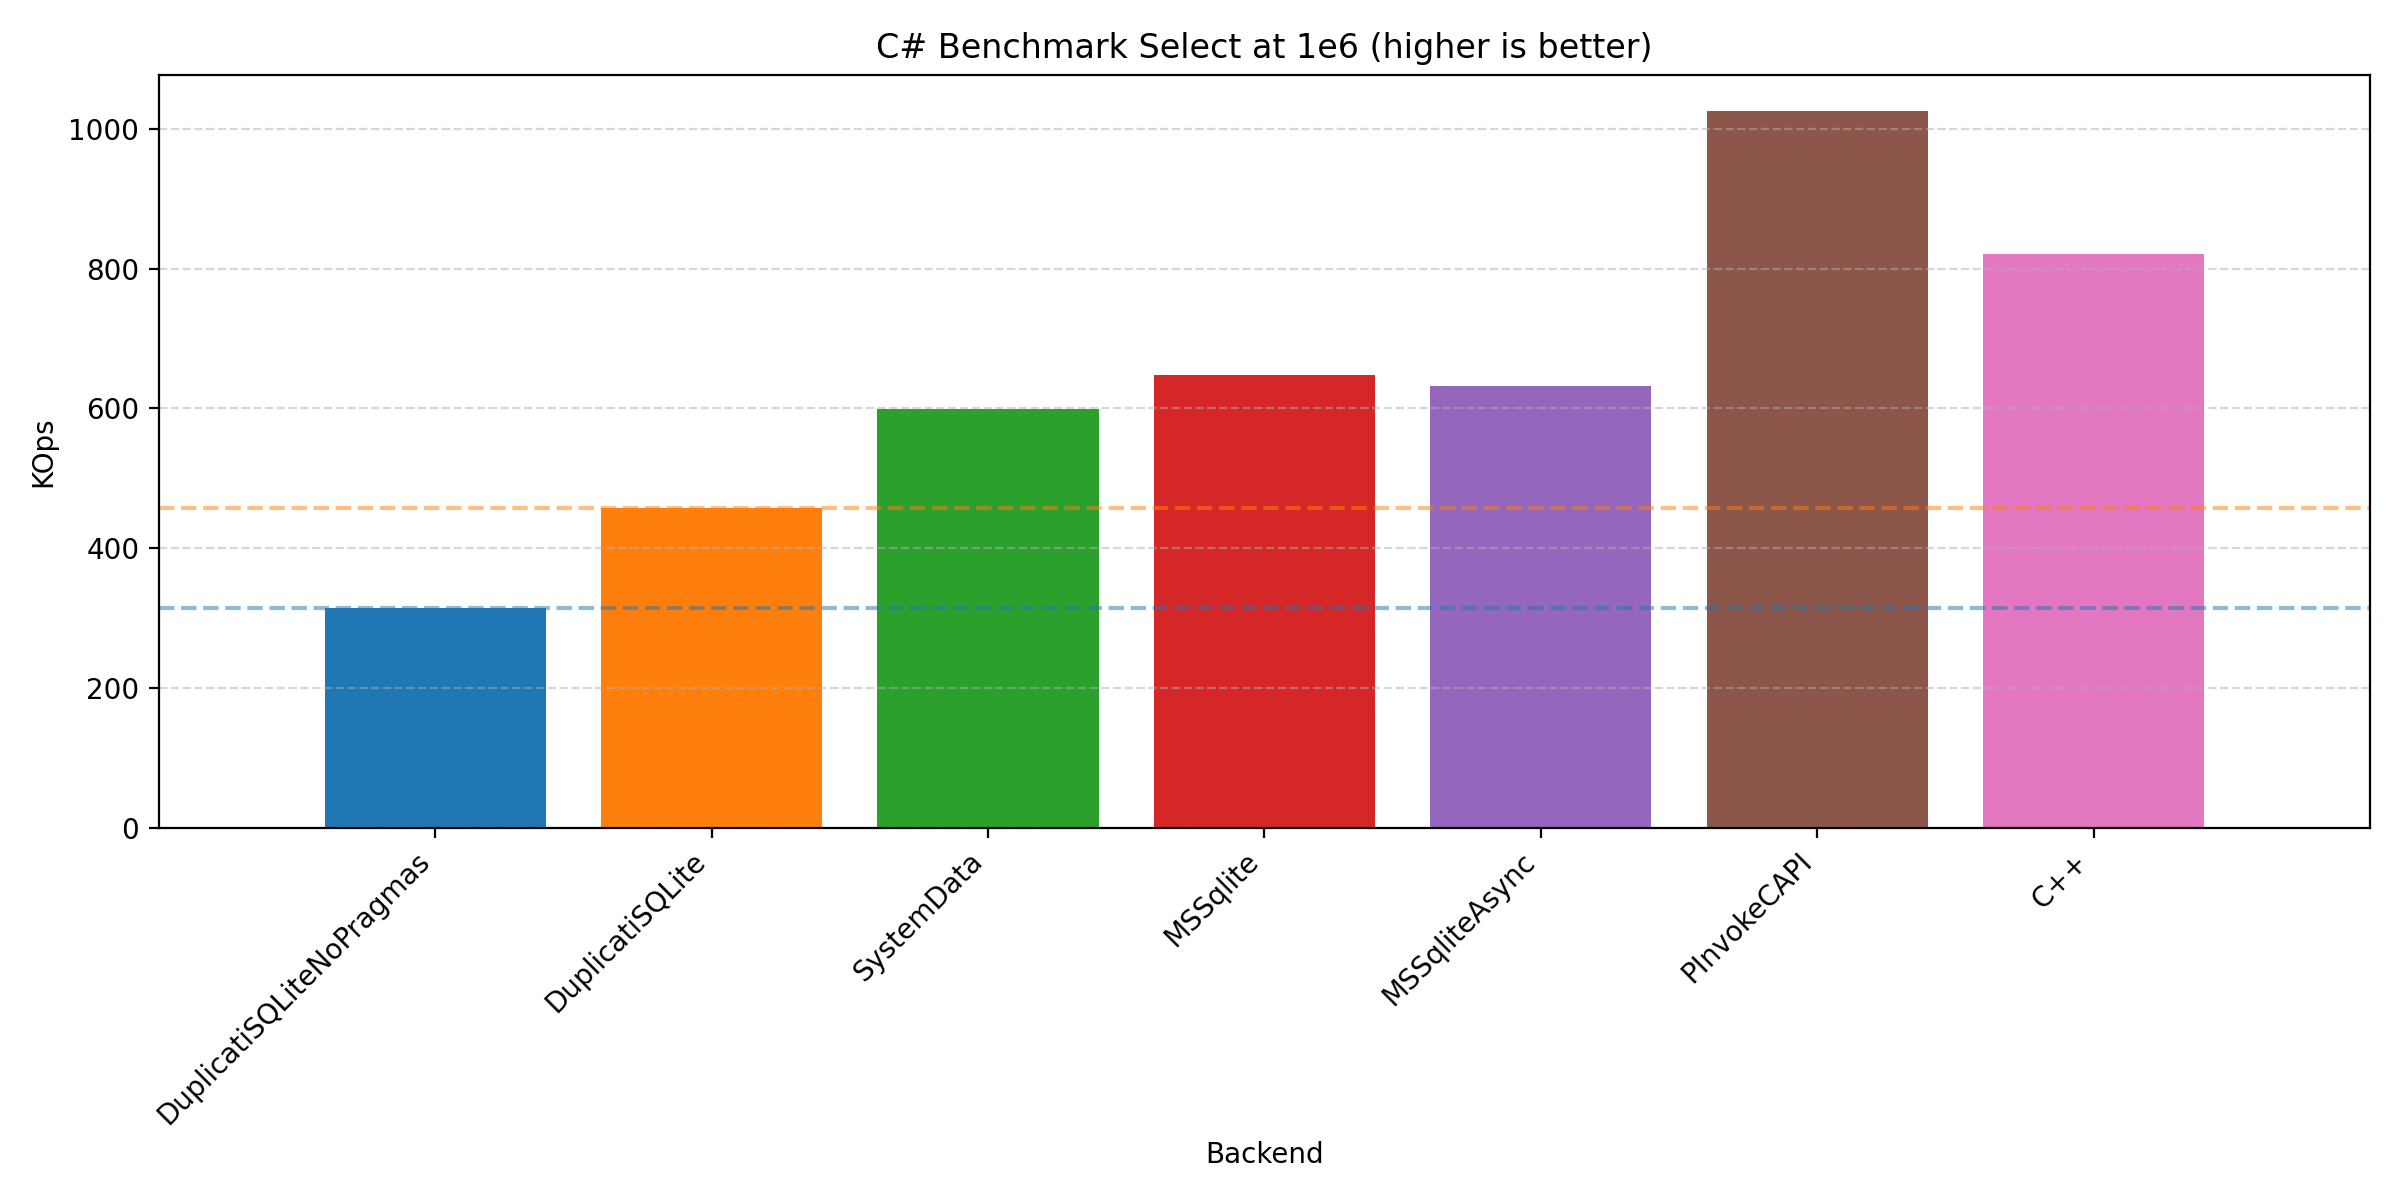 C# Benchmark Select at 1e6 (higher is better)
KOps
1000
800
600
400
200
0
DuplicatiSQLiteNoPragmas
DuplicatiSQLite
SystemData
MSSqlite
MSSqliteAsync
PInvokeCAPI
C++
Backend